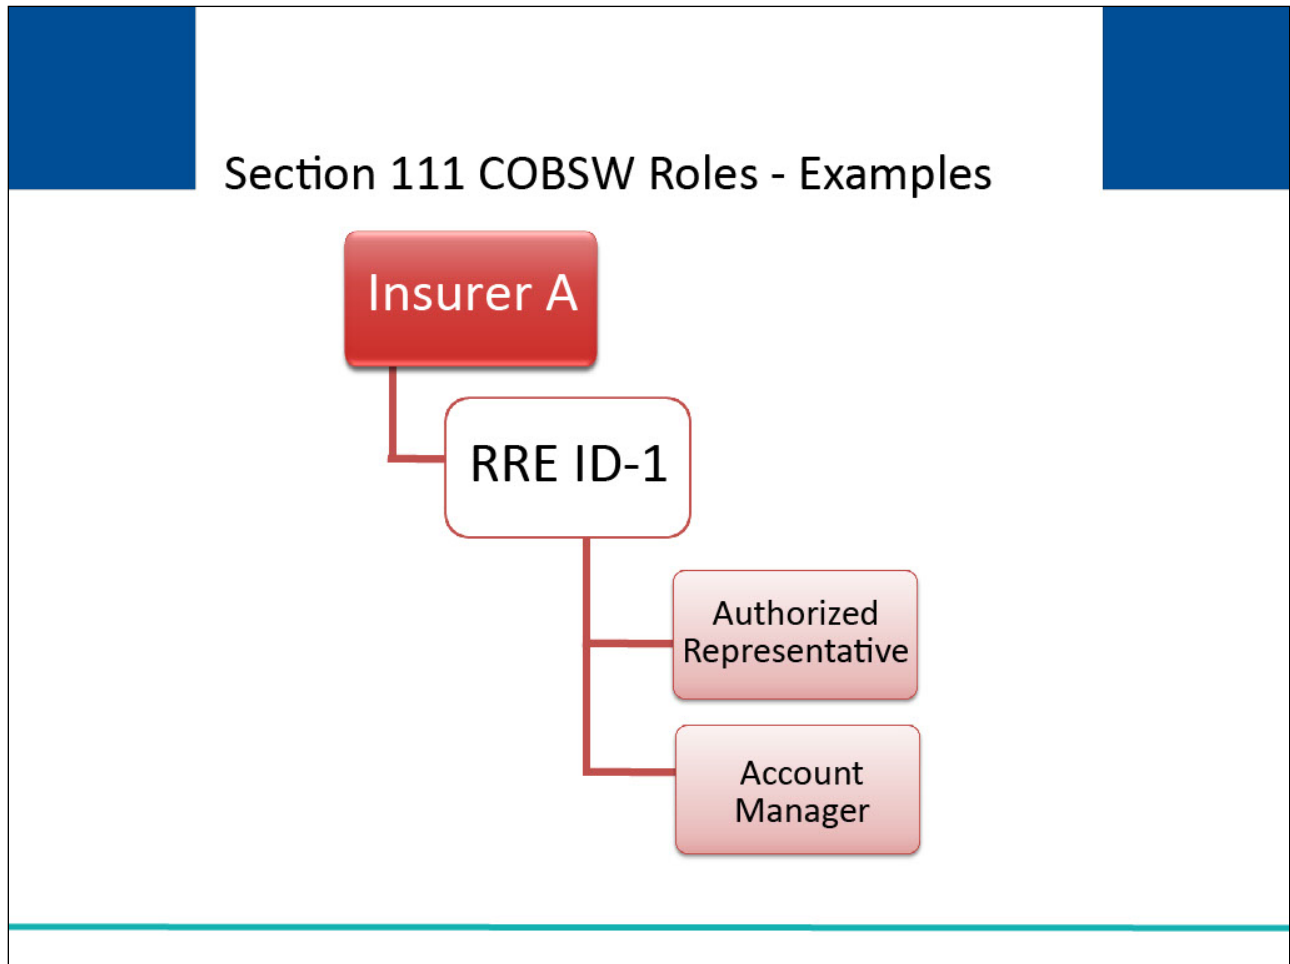 Section 111 COBSW Roles - Examples
Insurer A
RRE ID-1
Authorized
Representative
Account
Manager